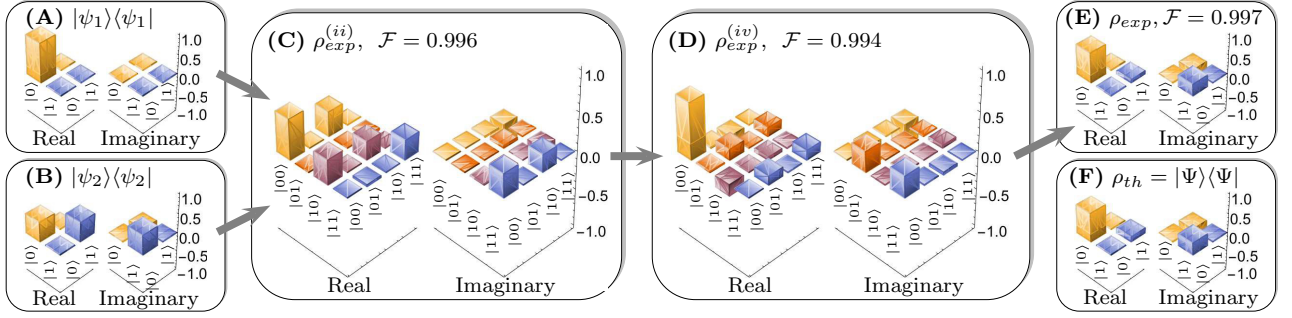 (A) |ψ₁⟩⟨ψ₁|
1.0
0.5
0.0
−0.5
−1.0
|0⟩ |1⟩ |0⟩ |1⟩ |0⟩ |1⟩
Real Imaginary
(B) |ψ₂⟩⟨ψ₂|
1.0
0.5
0.0
−0.5
−1.0
|0⟩ |1⟩ |0⟩ |1⟩ |0⟩ |1⟩
Real Imaginary
(C) ρ_{exp}^{(ii)}, ℱ = 0.996
1.0
0.5
0.0
−0.5
−1.0
|00⟩ |01⟩ |10⟩ |11⟩ |00⟩ |01⟩ |10⟩ |11⟩ |00⟩ |01⟩ |10⟩ |11⟩ |00⟩ |01⟩ |10⟩ |11⟩
Real Imaginary
(D) ρ_{exp}^{(iv)}, ℱ = 0.994
1.0
0.5
0.0
−0.5
−1.0
|00⟩ |01⟩ |10⟩ |11⟩ |00⟩ |01⟩ |10⟩ |11⟩ |00⟩ |01⟩ |10⟩ |11⟩ |00⟩ |01⟩ |10⟩ |11⟩
Real Imaginary
(E) ρ_{exp}, ℱ = 0.997
1.0
0.5
0.0
−0.5
−1.0
|0⟩ |1⟩ |0⟩ |1⟩ |0⟩ |1⟩ |0⟩ |1⟩
Real Imaginary
(F) ρ_{th} = |Ψ⟩⟨Ψ|
1.0
0.5
0.0
−0.5
−1.0
|0⟩ |1⟩ |0⟩ |1⟩ |0⟩ |1⟩ |0⟩ |1⟩
Real Imaginary